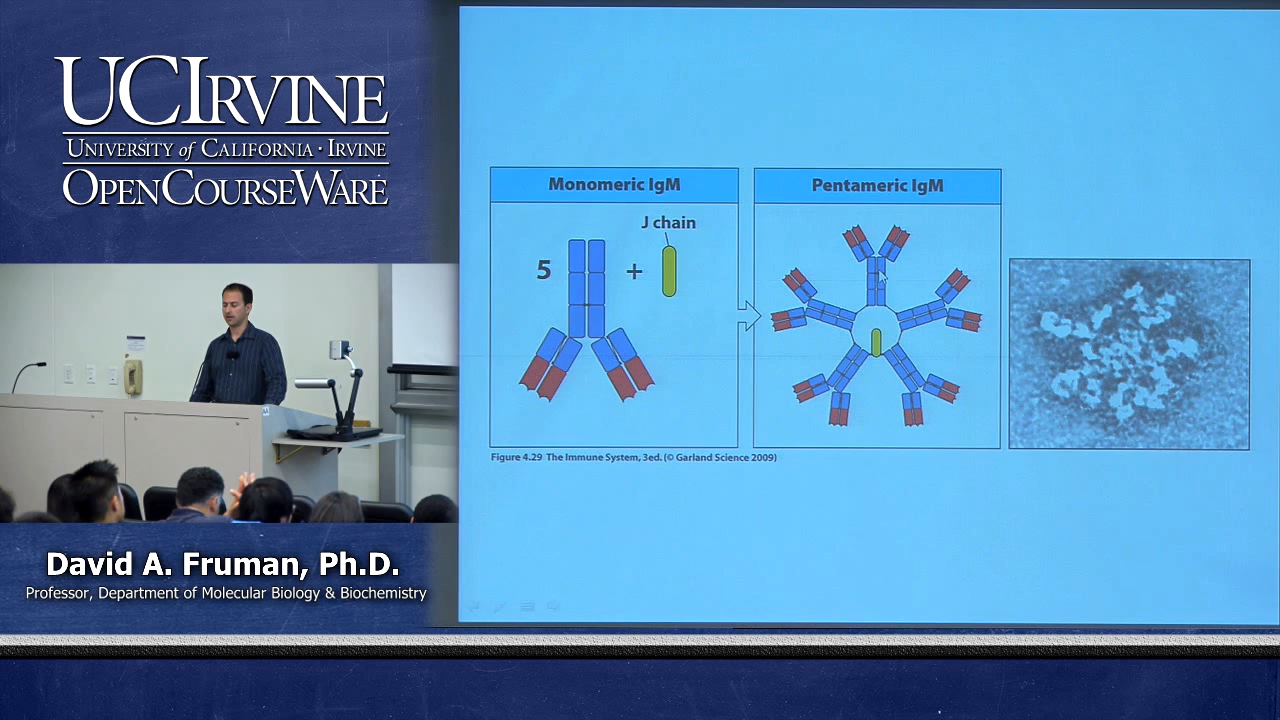 UCIRVINE
UNIVERSITY of CALIFORNIA · IRVINE
OPENCOURSEWARE
David A. Fruman, Ph.D.
Professor, Department of Molecular Biology & Biochemistry
Monomeric IgM
J chain
5
+
Pentameric IgM
Figure 4.29 The Immune System, 3ed. (© Garland Science 2009)